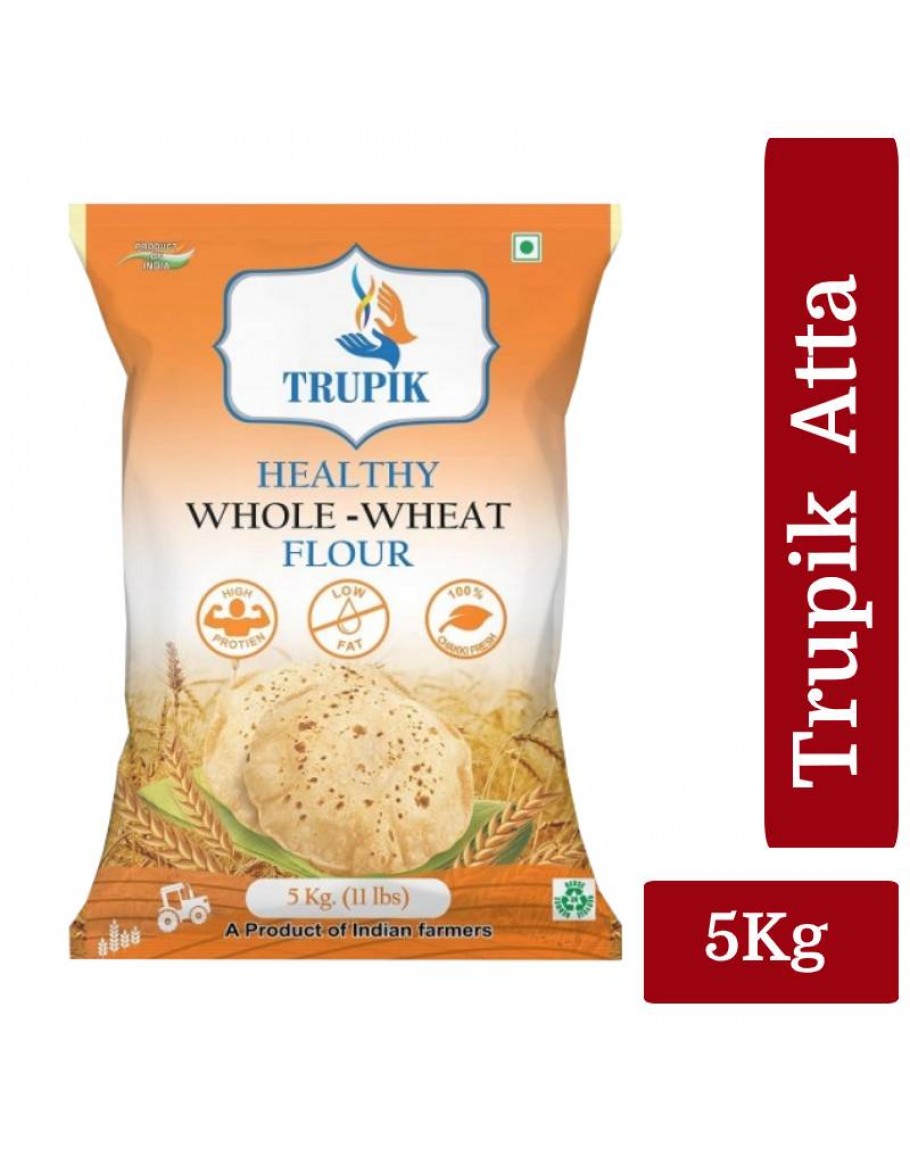 PRODUCT
OF
INDIA
TRUPIK
HEALTHY
WHOLE -WHEAT
FLOUR
HIGH
PROTIEN
LOW
FAT
100%
CHAKKI FRESH
5 Kg. (11 lbs)
A Product of Indian farmers
Trupik Atta
5Kg